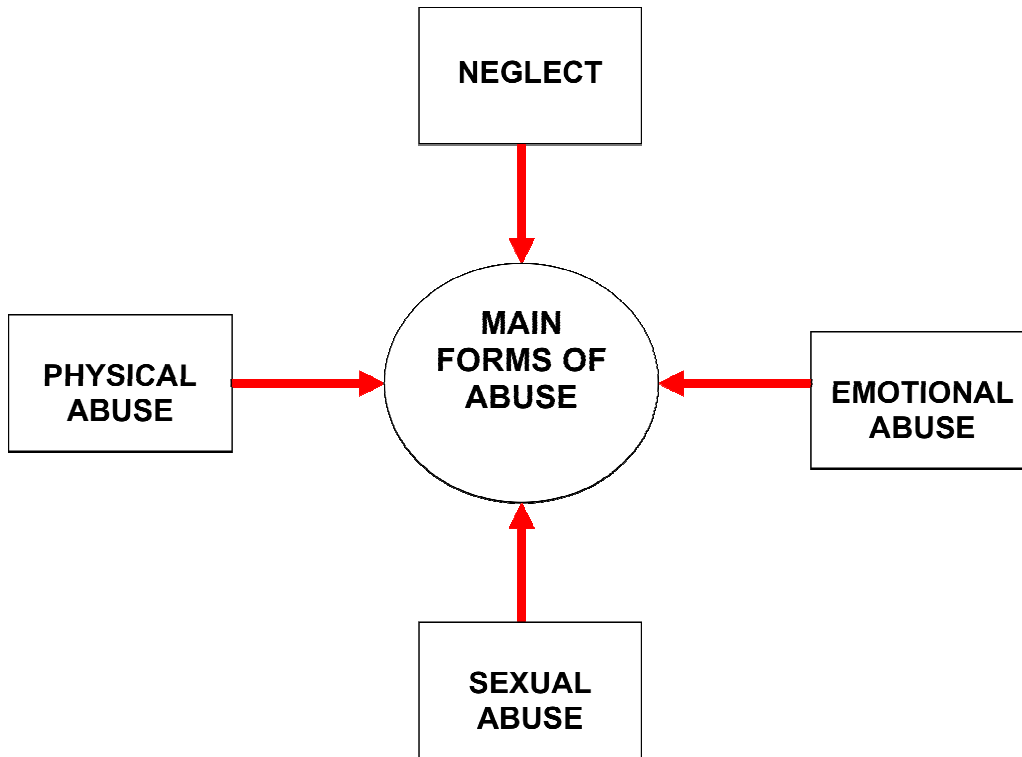 NEGLECT
MAIN
FORMS OF
ABUSE
PHYSICAL
ABUSE
EMOTIONAL
ABUSE
SEXUAL
ABUSE